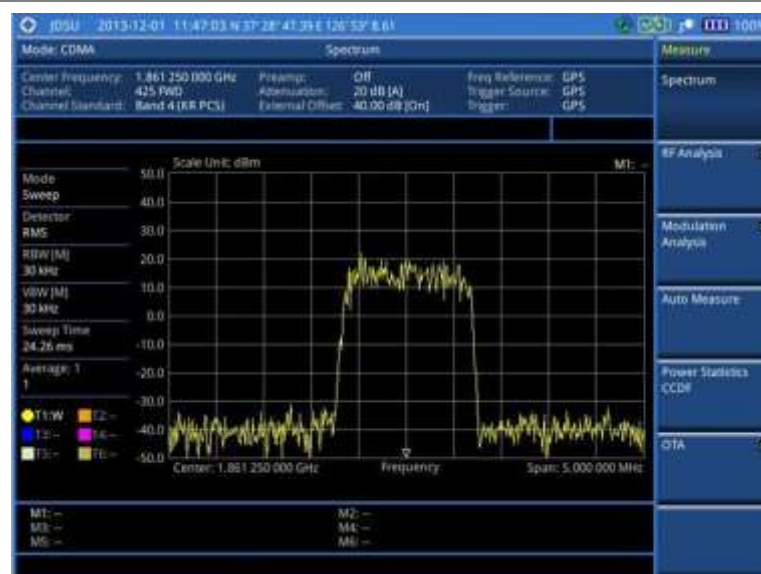 JDSU 2013-12-01 11:47:03 N 37° 28' 47.39 E 126° 53' 8.61 100%
Mode: CDMA Spectrum Measure
Center Frequency: 1.861 250 000 GHz Preamp: Off Freq Reference: GPS
Channel: 425 FWD Attenuation: 20 dB [A] Trigger Source: GPS
Channel Standard: Band 4 (KR PCS) External Offset: 40.00 dB [On] Trigger: GPS
Spectrum
RF Analysis
Modulation Analysis
Auto Measure
Power Statistics CCDF
OTA
Scale Unit: dBm M1: --
Mode
Sweep
Detector
RMS
RBW [M]
30 kHz
VBW [M]
30 kHz
Sweep Time
24.26 ms
Average: 1
1
T1:W T2:--
T3:-- T4:--
T5:-- T6:--
50.0
40.0
30.0
20.0
10.0
0.0
-10.0
-20.0
-30.0
-40.0
-50.0
Center: 1.861 250 000 GHz Frequency Span: 5.000 000 MHz
M1: -- M2: --
M3: -- M4: --
M5: -- M6: --